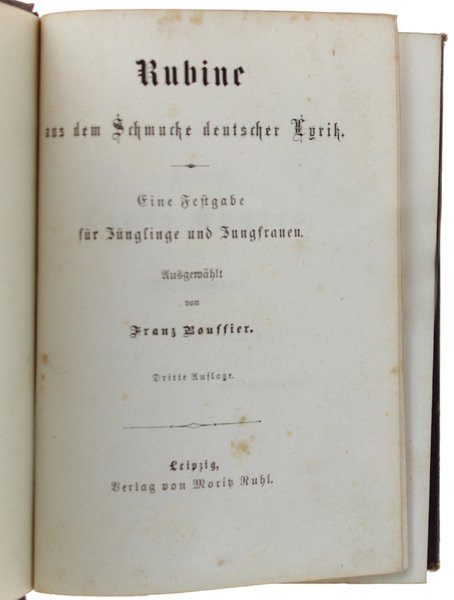 Rubine
aus dem Schmucke deutscher Lyrik.
Eine Festgabe
für Jünglinge und Jungfrauen.
Ausgewählt
von
Franz Bouffier.
Dritte Auflage.
Leipzig,
Verlag von Moritz Ruhl.